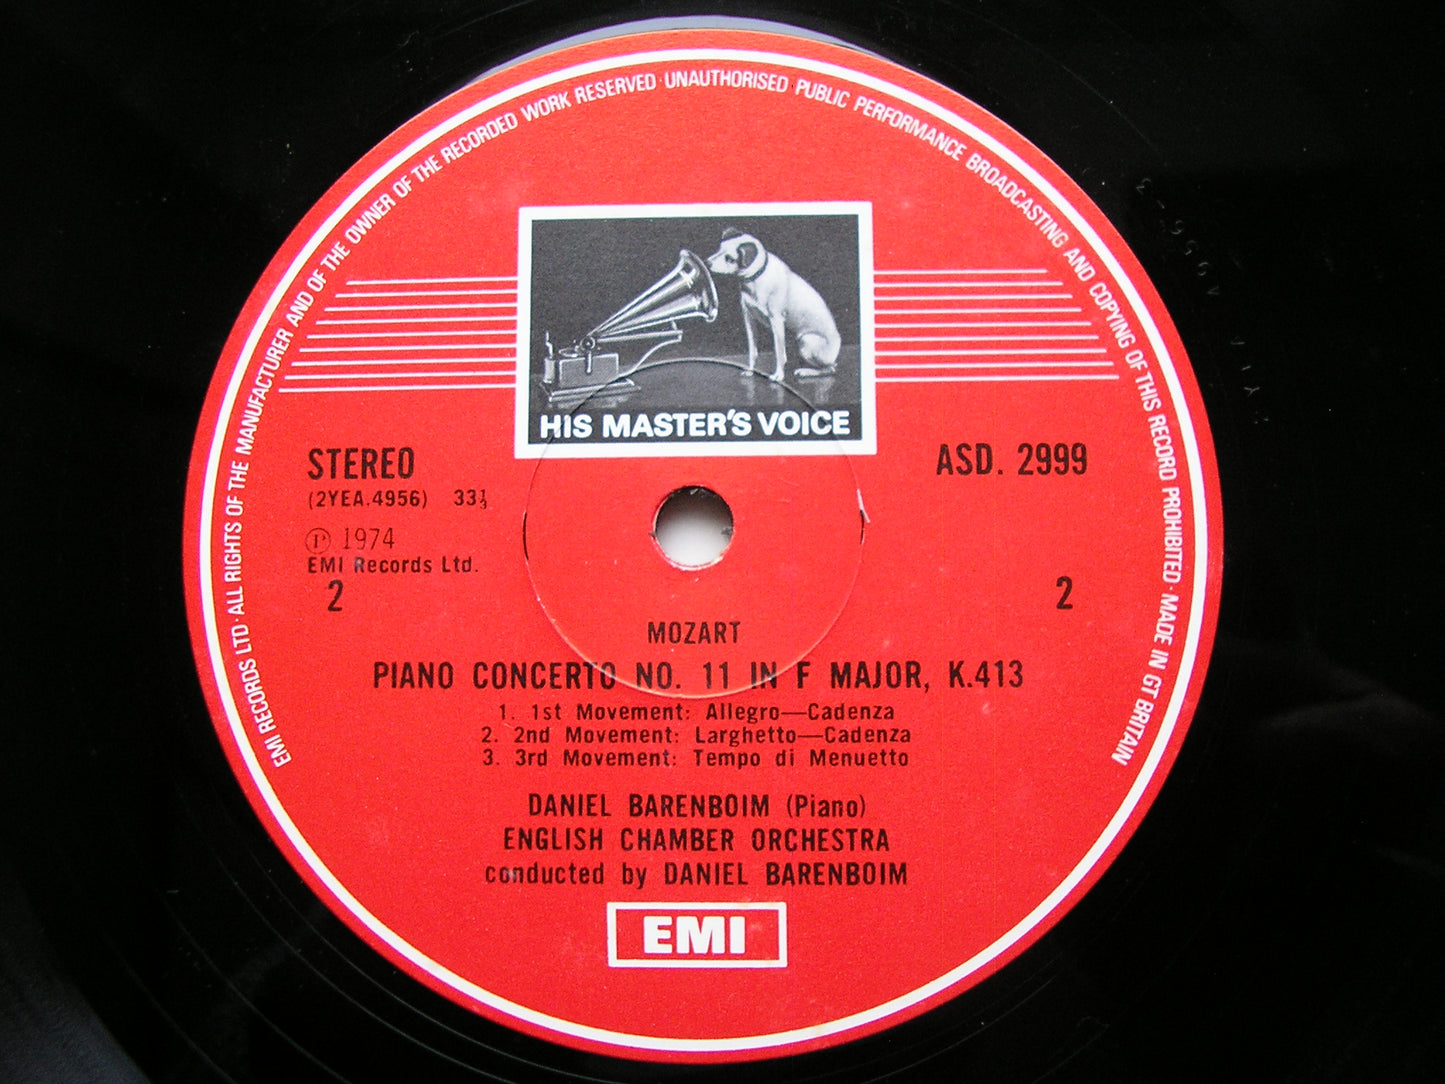 EMI RECORDS LTD · ALL RIGHTS OF THE MANUFACTURER AND OF THE OWNER OF THE RECORDED WORK RESERVED · UNAUTHORISED · PUBLIC PERFORMANCE BROADCASTING AND COPYING OF THIS RECORD PROHIBITED · MADE IN GT BRITAIN
HIS MASTER'S VOICE
STEREO
ASD. 2999
(2YEA.4956) 33⅓
Ⓟ 1974
EMI Records Ltd.
2
2
MOZART
PIANO CONCERTO NO. 11 IN F MAJOR, K.413
1. 1st Movement: Allegro—Cadenza
2. 2nd Movement: Larghetto—Cadenza
3. 3rd Movement: Tempo di Menuetto
DANIEL BARENBOIM (Piano)
ENGLISH CHAMBER ORCHESTRA
conducted by DANIEL BARENBOIM
EMI